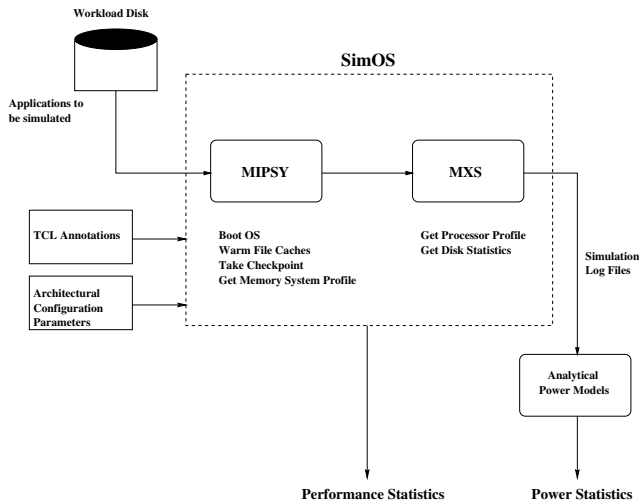 Workload Disk
SimOS
Applications to
be simulated
MIPSY
MXS
TCL Annotations
Boot OS
Warm File Caches
Take Checkpoint
Get Memory System Profile
Get Processor Profile
Get Disk Statistics
Simulation
Log Files
Architectural
Configuration
Parameters
Analytical
Power Models
Performance Statistics
Power Statistics